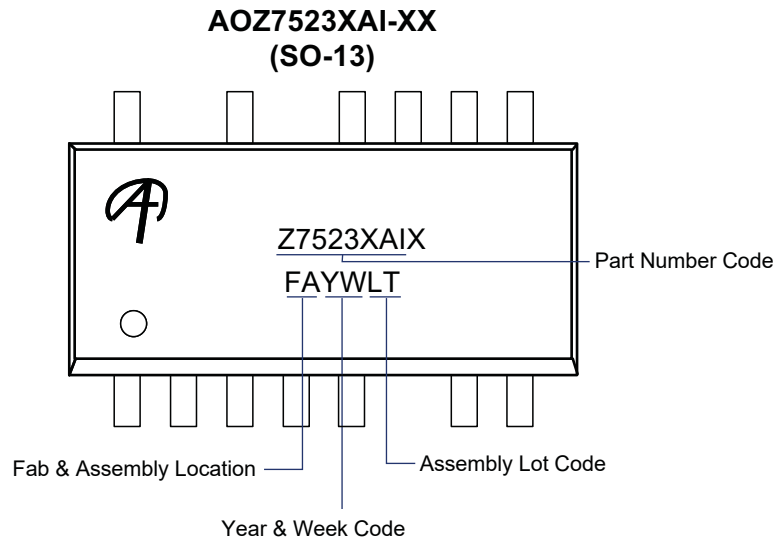 AOZ7523XAI-XX
(SO-13)
Z7523XAIX
Part Number Code
FAYWLT
Fab & Assembly Location
Assembly Lot Code
Year & Week Code